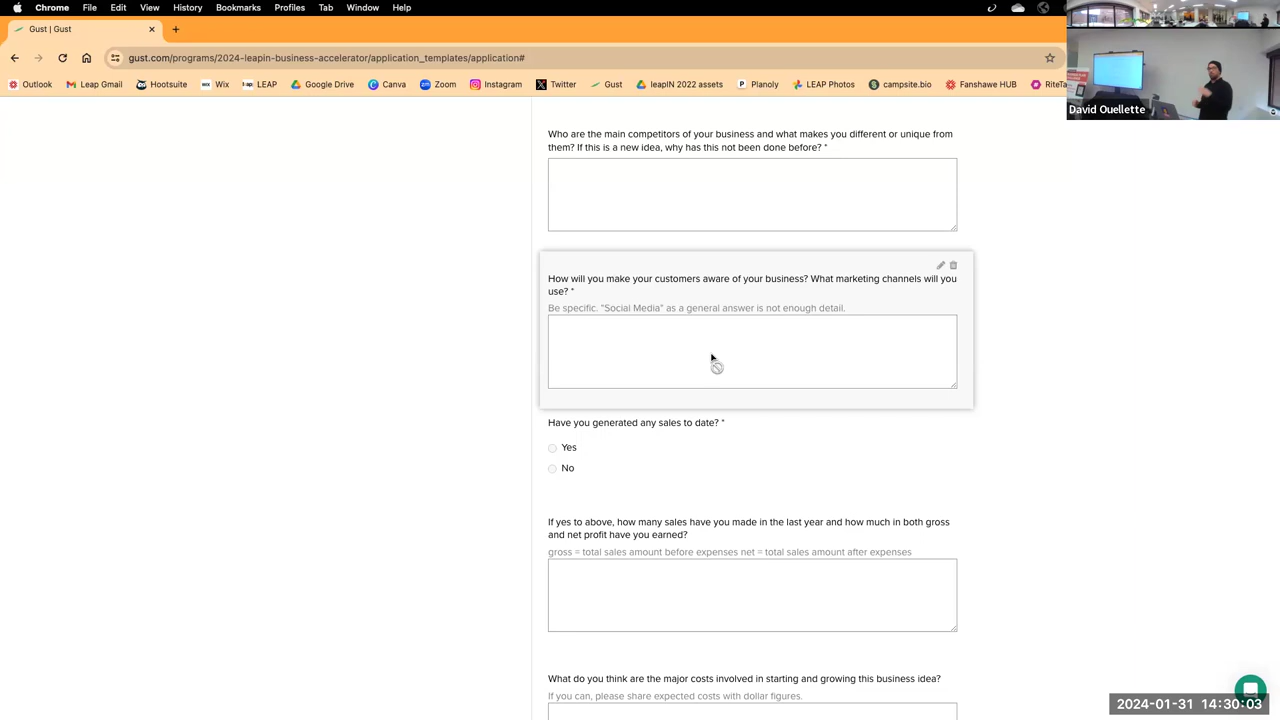 Chrome File Edit View History Bookmarks Profiles Tab Window Help
Gust | Gust
gust.com/programs/2024-leapin-business-accelerator/application_templates/application#
Outlook Leap Gmail Hootsuite Wix LEAP Google Drive Canva Zoom Instagram Twitter Gust leapIN 2022 assets Planoly LEAP Photos campsite.bio Fanshawe HUB RiteTa
David Ouellette
Who are the main competitors of your business and what makes you different or unique from
them? If this is a new idea, why has this not been done before? *
How will you make your customers aware of your business? What marketing channels will you
use? *
Be specific. "Social Media" as a general answer is not enough detail.
Have you generated any sales to date? *
Yes
No
If yes to above, how many sales have you made in the last year and how much in both gross
and net profit have you earned?
gross = total sales amount before expenses net = total sales amount after expenses
What do you think are the major costs involved in starting and growing this business idea?
If you can, please share expected costs with dollar figures.
2024-01-31 14:30:03